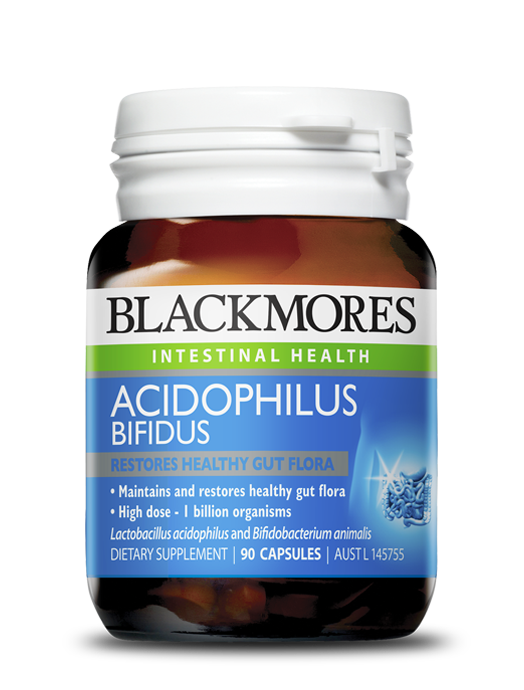 BLACKMORES
INTESTINAL HEALTH
ACIDOPHILUS
BIFIDUS
RESTORES HEALTHY GUT FLORA
• Maintains and restores healthy gut flora
• High dose - 1 billion organisms
Lactobacillus acidophilus and Bifidobacterium animalis
DIETARY SUPPLEMENT | 90 CAPSULES | AUST L 145755